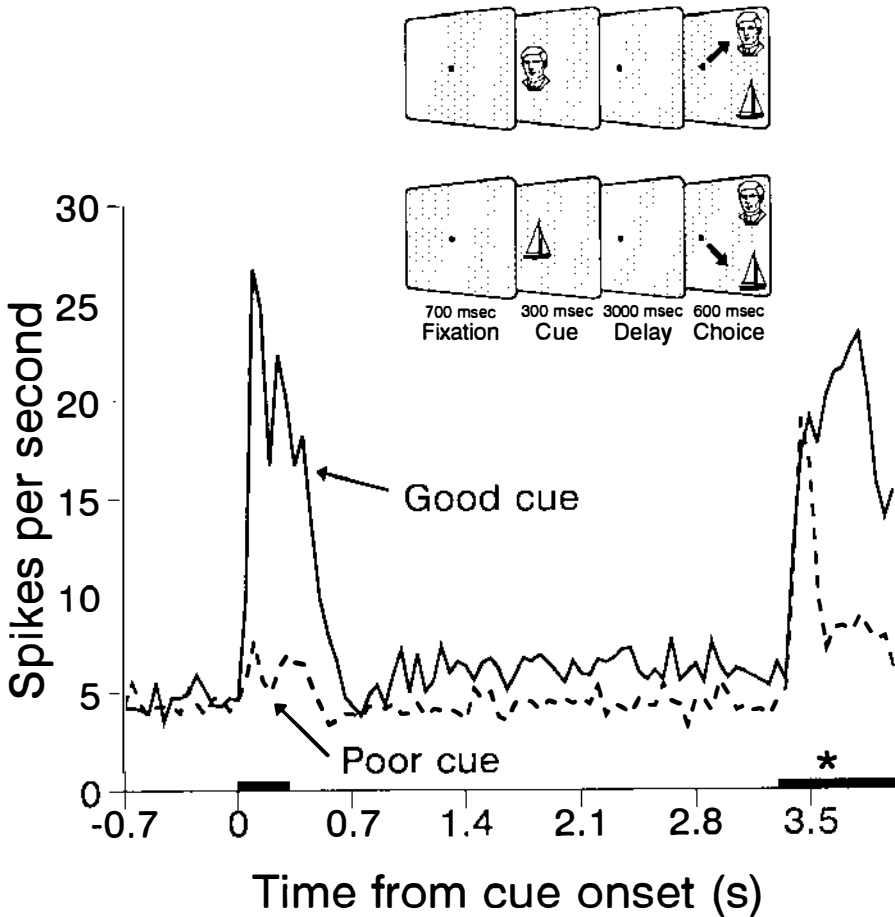 700 msec 300 msec 3000 msec 600 msec
Fixation Cue Delay Choice
Spikes per second
30
25
20
15
10
5
0
Good cue
Poor cue
*
-0.7 0 0.7 1.4 2.1 2.8 3.5
Time from cue onset (s)